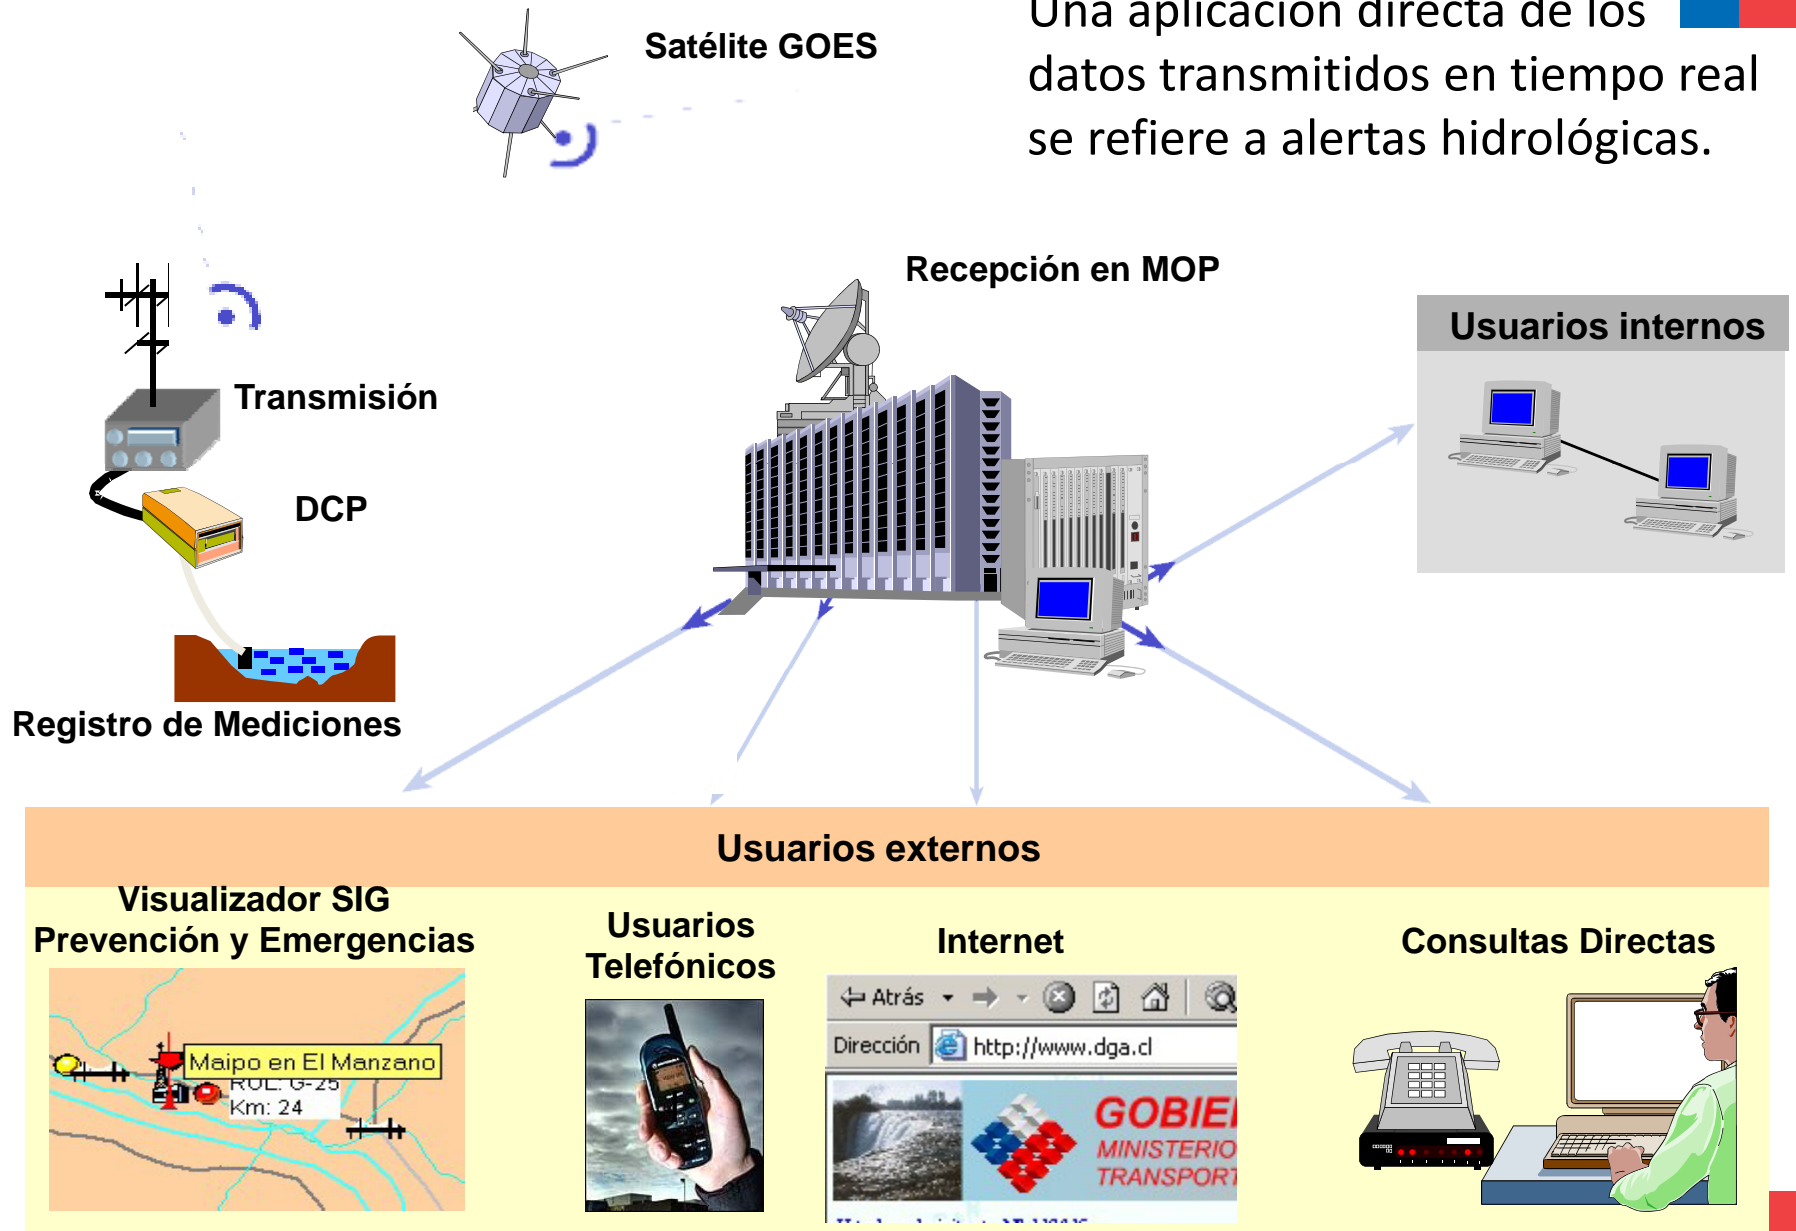 Una aplicación directa de los
datos transmitidos en tiempo real
se refiere a alertas hidrológicas.
Satélite GOES
Recepción en MOP
Usuarios internos
Transmisión
DCP
Registro de Mediciones
Usuarios externos
Visualizador SIG
Prevención y Emergencias
Usuarios
Telefónicos
Internet
Consultas Directas
Maipo en El Manzano
ROL: G-25
Km: 24
Atrás
Dirección http://www.dga.cl
GOBIE
MINISTERIO
TRANSPORT